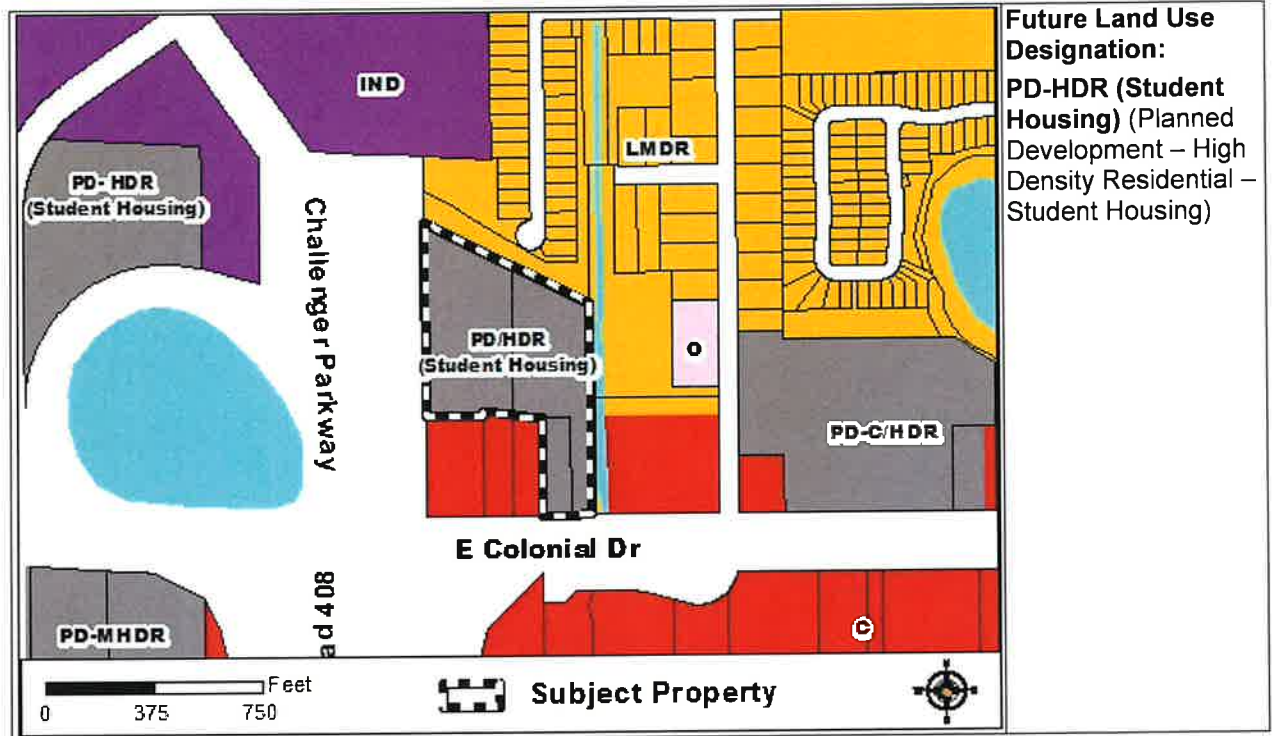 IND
LMDR
PD- HDR
(Student Housing)
Challenger Parkway
PD/HDR
(Student Housing)
O
PD-C/HDR
E Colonial Dr
PD-MHDR
C
Feet
0 375 750
Subject Property
Future Land Use
Designation:
PD-HDR (Student
Housing) (Planned
Development – High
Density Residential –
Student Housing)